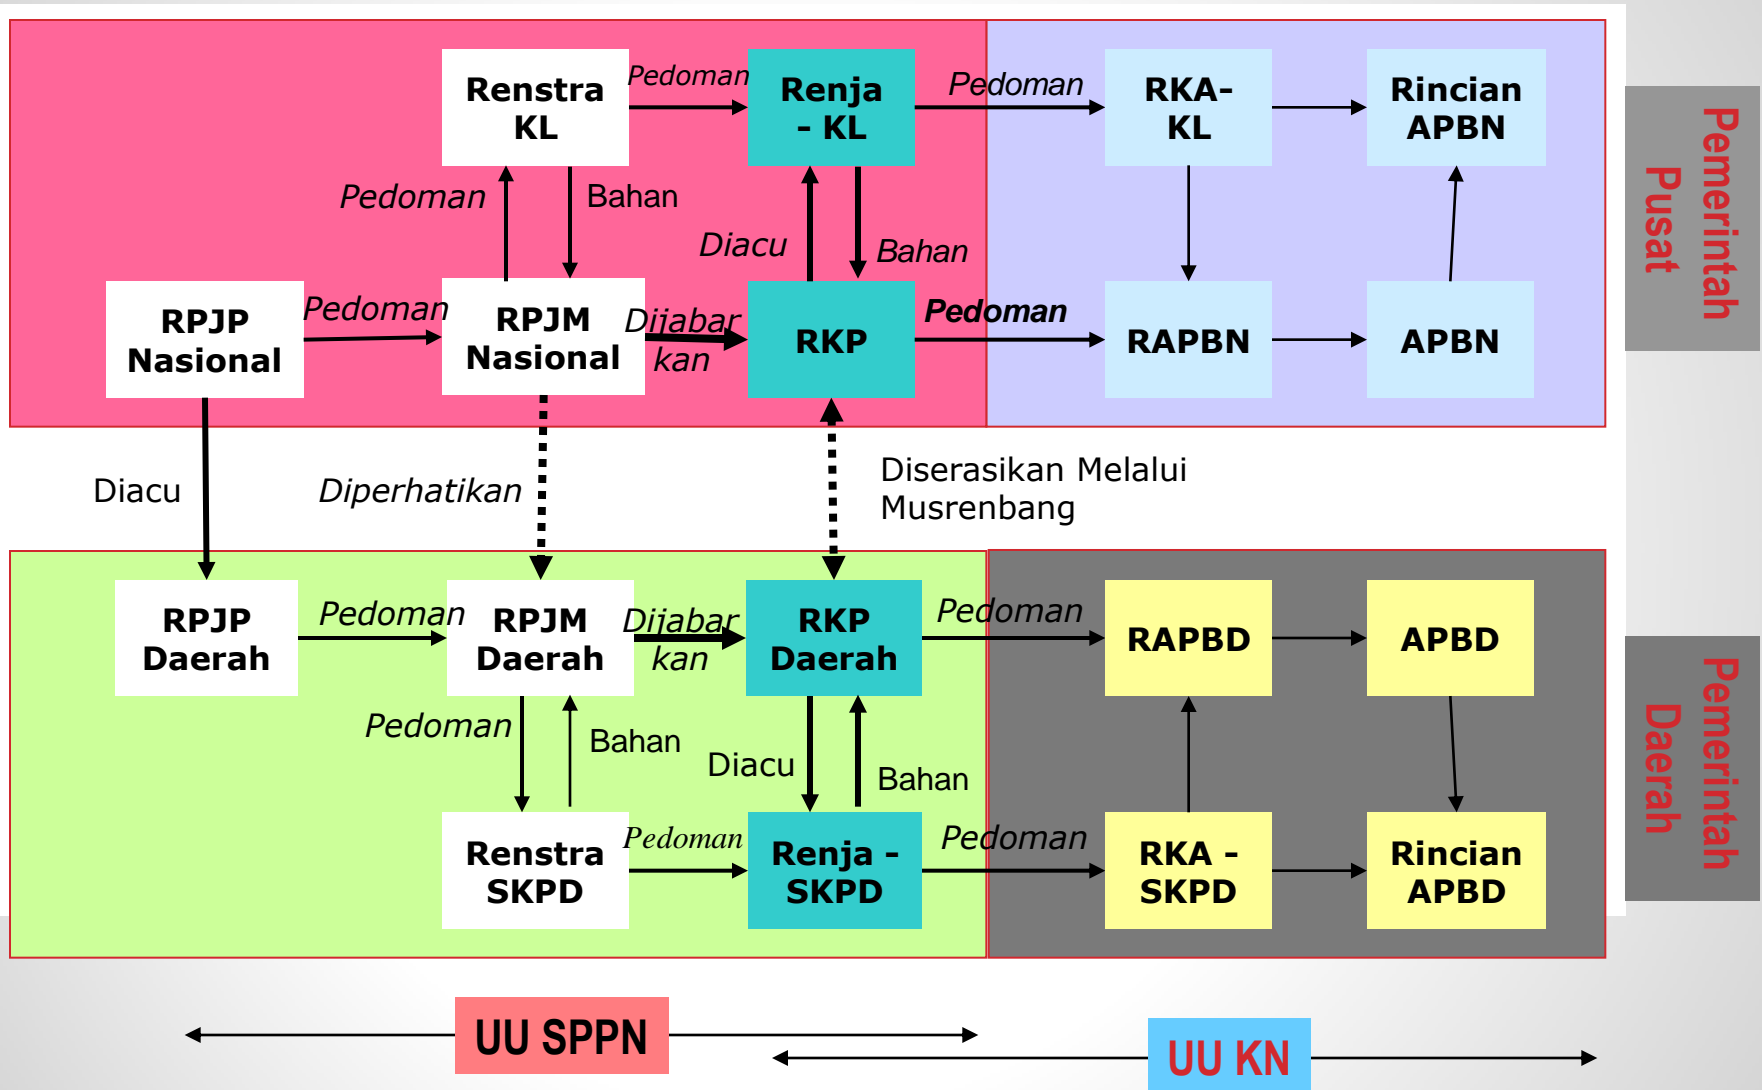 Renstra
KL
Pedoman
Renja
- KL
Pedoman
RKA-
KL
Rincian
APBN
Pedoman
Bahan
Diacu
Bahan
RPJP
Nasional
Pedoman
RPJM
Nasional
Dijabar
kan
RKP
Pedoman
RAPBN
APBN
Pemerintah
Pusat
Diacu
Diperhatikan
Diserasikan Melalui
Musrenbang
RPJP
Daerah
Pedoman
RPJM
Daerah
Dijabar
kan
RKP
Daerah
Pedoman
RAPBD
APBD
Pedoman
Bahan
Diacu
Bahan
Renstra
SKPD
Pedoman
Renja -
SKPD
Pedoman
RKA -
SKPD
Rincian
APBD
Pemerintah
Daerah
UU SPPN
UU KN